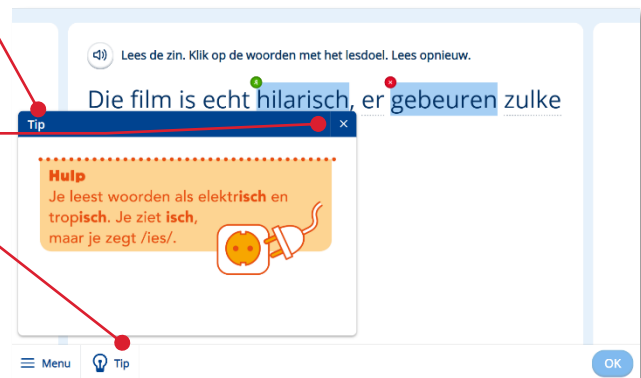 Lees de zin. Klik op de woorden met het lesdoel. Lees opnieuw.
Die film is echt hilarisch, er gebeuren zulke
Tip
Hulp
Je leest woorden als elektrisch en
tropisch. Je ziet isch,
maar je zegt /ies/.
Menu
Tip
OK